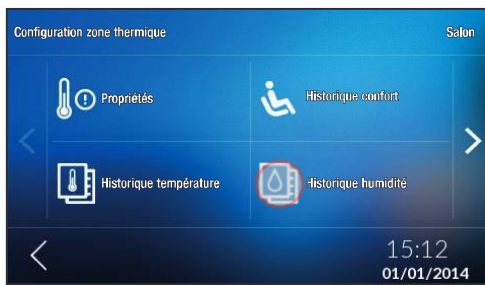 Configuration zone thermique
Salon
Propriétés
Historique confort
Historique température
Historique humidité
15:12
01/01/2014